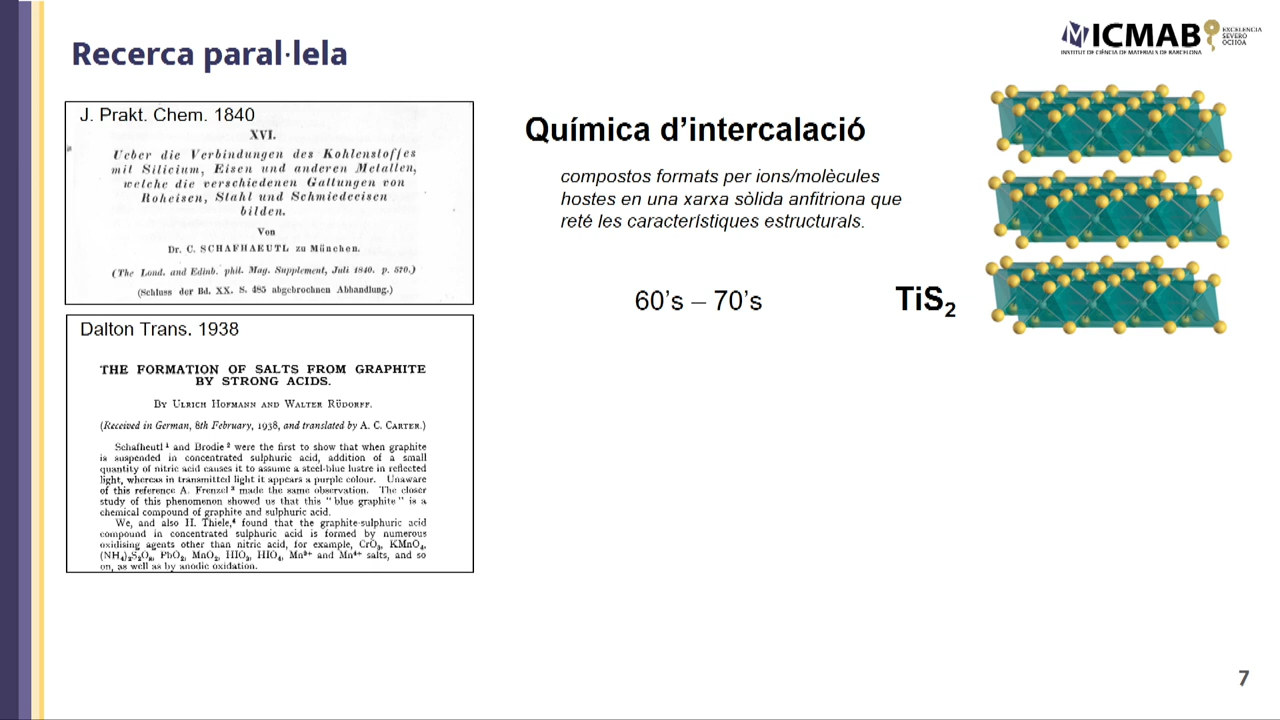 Recerca paral·lela
ICMAB
INSTITUT DE CIÈNCIA DE MATERIALS DE BARCELONA
EXCELENCIA
SEVERO
OCHOA
J. Prakt. Chem. 1840
XVI.
Ueber die Verbindungen des Kohlenstoffes
mit Silicium, Eisen und anderen Metallen,
welche die verschiedenen Gattungen von
Roheisen, Stahl und Schmiedeeisen
bilden.
Von
Dr. C. SCHAFHAEUTL zu München.
(The Lond. and Edinb. phil. Mag. Supplement, Juli 1840. p. 570.)
(Schluss der Bd. XX. S. 485 abgebrochnen Abhandlung.)
Dalton Trans. 1938
THE FORMATION OF SALTS FROM GRAPHITE
BY STRONG ACIDS.
By Ulrich Hofmann and Walter Rüdorff.
(Received in German, 8th February, 1938, and translated by A. C. Carter.)
Schafheutl ¹ and Brodie ² were the first to show that when graphite
is suspended in concentrated sulphuric acid, addition of a small
quantity of nitric acid causes it to assume a steel-blue lustre in reflected
light, whereas in transmitted light it appears a purple colour. Unaware
of this reference A. Frenzel ³ made the same observation. The closer
study of this phenomenon showed us that this " blue graphite " is a
chemical compound of graphite and sulphuric acid.
We, and also H. Thiele,⁴ found that the graphite-sulphuric acid
compound in concentrated sulphuric acid is formed by numerous
oxidising agents other than nitric acid, for example, CrO₃, KMnO₄,
(NH₄)₂S₂O₈, PbO₂, MnO₂, HIO₃, HIO₄, Mn³⁺ and Mn⁴⁺ salts, and so
on, as well as by anodic oxidation.
Química d’intercalació
compostos formats per ions/molècules
hostes en una xarxa sòlida anfitriona que
reté les característiques estructurals.
60’s – 70’s
TiS₂
7